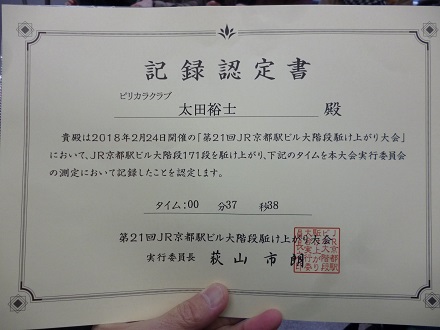 記録認定書
ビリカラクラブ
太田裕士 殿
貴殿は2018年2月24日開催の「第21回JR京都駅ビル大階段駈け上がり大会」
において、JR京都駅ビル大階段171段を駈け上がり、下記のタイムを本大会実行委員会
の測定において記録したことを認定します。
タイム:00 分37 秒38
第21回JR京都駅ビル大階段駈け上がり大会
実行委員長 荻山市朗